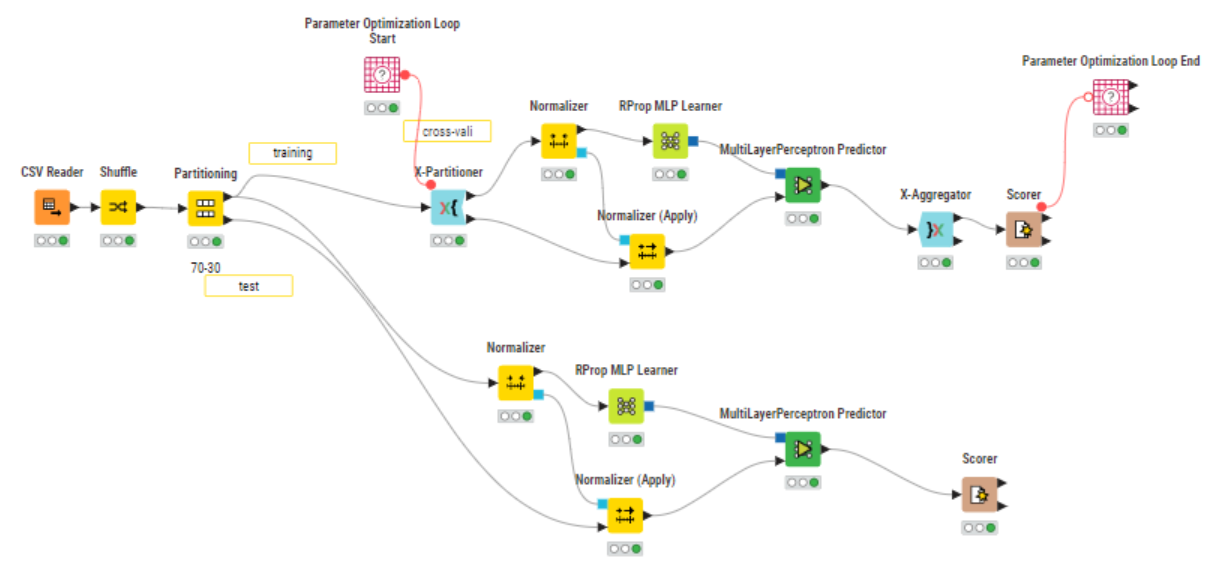 Parameter Optimization Loop
Start
Parameter Optimization Loop End
Normalizer
RProp MLP Learner
cross-vali
MultiLayerPerceptron Predictor
training
CSV Reader
Shuffle
Partitioning
X-Partitioner
X-Aggregator
Scorer
Normalizer (Apply)
70-30
test
Normalizer
RProp MLP Learner
MultiLayerPerceptron Predictor
Scorer
Normalizer (Apply)